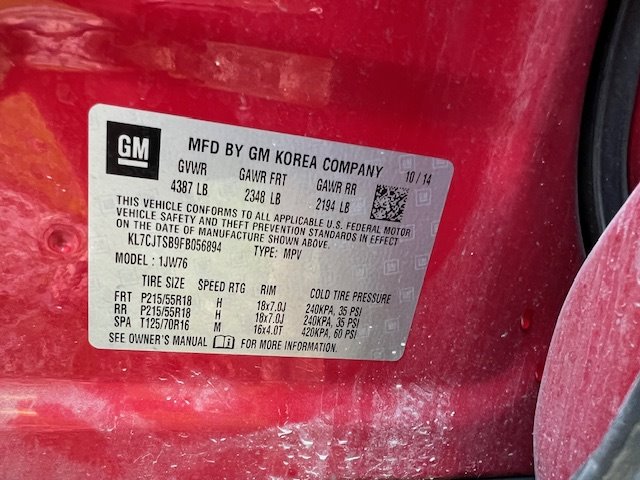 GM
MFD BY GM KOREA COMPANY
GVWR GAWR FRT GAWR RR 10/14
4387 LB 2348 LB 2194 LB
THIS VEHICLE CONFORMS TO ALL APPLICABLE U.S. FEDERAL MOTOR
VEHICLE SAFETY AND THEFT PREVENTION STANDARDS IN EFFECT
ON THE DATE OF MANUFACTURE SHOWN ABOVE.
KL7CJTSB9FB056894 TYPE: MPV
MODEL : 1JW76
TIRE SIZE SPEED RTG RIM COLD TIRE PRESSURE
FRT P215/55R18 H 18x7.0J 240KPA, 35 PSI
RR P215/55R18 H 18x7.0J 240KPA, 35 PSI
SPA T125/70R16 M 16x4.0T 420KPA, 60 PSI
SEE OWNER'S MANUAL FOR MORE INFORMATION.